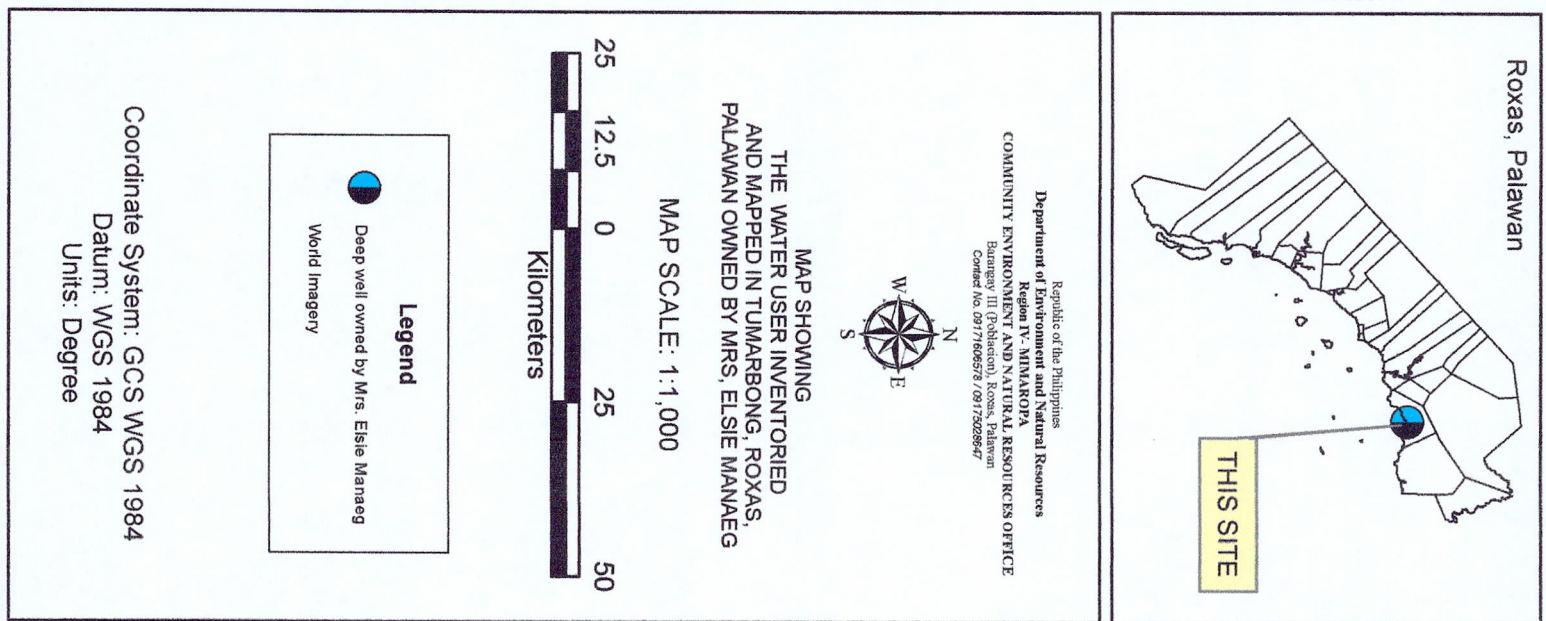 Roxas, Palawan
THIS SITE
Republic of the Philippines
Department of Environment and Natural Resources
Region IV- MIMAROPA
COMMUNITY ENVIRONMENT AND NATURAL RESOURCES OFFICE
Barangay III (Poblacion), Roxas, Palawan
Contact No. 09171606578 / 09175028647
N
W
E
S
MAP SHOWING
THE WATER USER INVENTORIED
AND MAPPED IN TUMARBONG, ROXAS,
PALAWAN OWNED BY MRS, ELSIE MANAEG
MAP SCALE: 1:1,000
25 12.5 0 25 50
Kilometers
Legend
Deep well owned by Mrs. Elsie Manaeg
World Imagery
Coordinate System: GCS WGS 1984
Datum: WGS 1984
Units: Degree